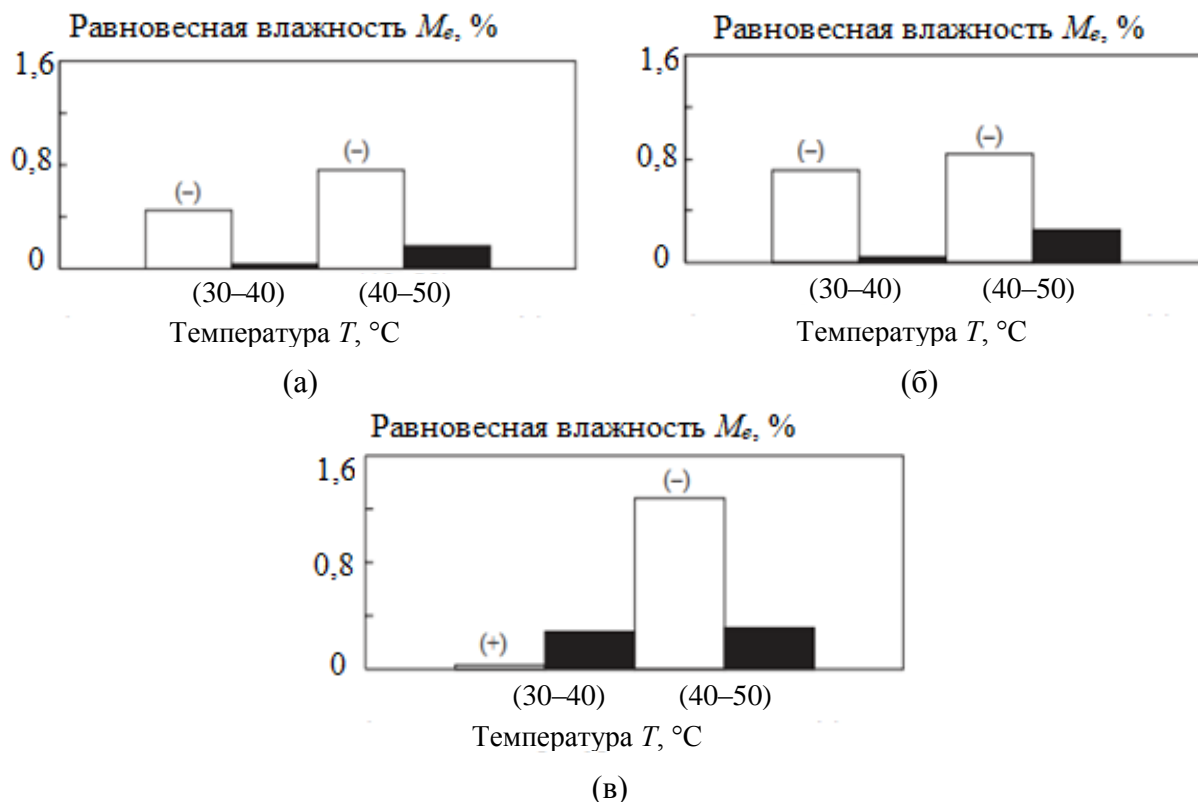 Равновесная влажность Mₑ, %
1,6
0,8
0
(–)
(–)
(30–40)
(40–50)
Температура T, °C
(а)
Равновесная влажность Mₑ, %
1,6
0,8
0
(–)
(–)
(30–40)
(40–50)
Температура T, °C
(б)
Равновесная влажность Mₑ, %
1,6
0,8
0
(+)
(–)
(30–40)
(40–50)
Температура T, °C
(в)